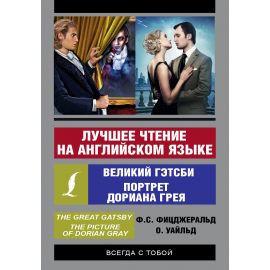 ЛУЧШЕЕ ЧТЕНИЕ
НА АНГЛИЙСКОМ ЯЗЫКЕ
ВЕЛИКИЙ ГЭТСБИ
ПОРТРЕТ
ДОРИАНА ГРЕЯ
THE GREAT GATSBY
THE PICTURE
OF DORIAN GRAY
Ф.С. ФИЦДЖЕРАЛЬД
О. УАЙЛЬД
ВСЕГДА С ТОБОЙ